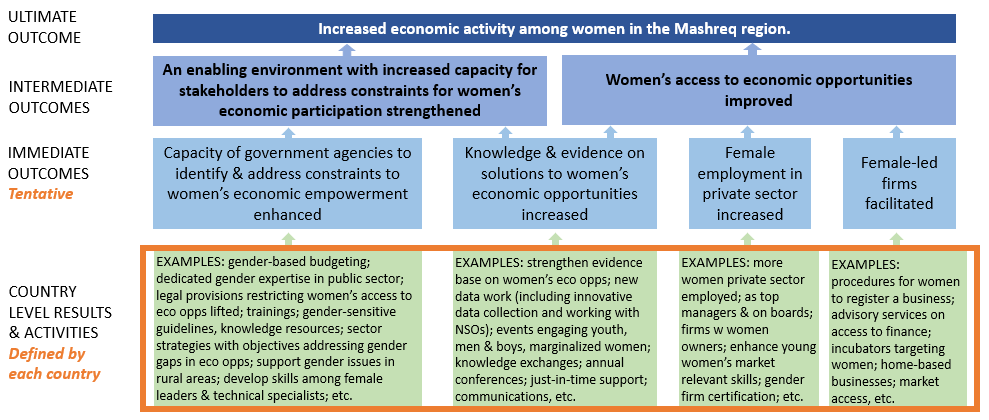 ULTIMATE
OUTCOME
Increased economic activity among women in the Mashreq region.
INTERMEDIATE
OUTCOMES
An enabling environment with increased capacity for
stakeholders to address constraints for women's
economic participation strengthened
Women's access to economic opportunities
improved
IMMEDIATE
OUTCOMES
Tentative
Capacity of government agencies to
identify & address constraints to
women's economic empowerment
enhanced
Knowledge & evidence on
solutions to women's
economic opportunities
increased
Female
employment in
private sector
increased
Female-led
firms
facilitated
COUNTRY
LEVEL RESULTS
& ACTIVITIES
Defined by
each country
EXAMPLES: gender-based budgeting;
dedicated gender expertise in public sector;
legal provisions restricting women's access to
eco opps lifted; trainings; gender-sensitive
guidelines, knowledge resources; sector
strategies with objectives addressing gender
gaps in eco opps; support gender issues in
rural areas; develop skills among female
leaders & technical specialists; etc.
EXAMPLES: strengthen evidence
base on women's eco opps; new
data work (including innovative
data collection and working with
NSOs); events engaging youth,
men & boys, marginalized women;
knowledge exchanges; annual
conferences; just-in-time support;
communications, etc.
EXAMPLES: more
women private sector
employed; as top
managers & on boards;
firms w women
owners; enhance young
women's market
relevant skills; gender
firm certification; etc.
EXAMPLES:
procedures for women
to register a business;
advisory services on
access to finance;
incubators targeting
women; home-based
businesses; market
access, etc.